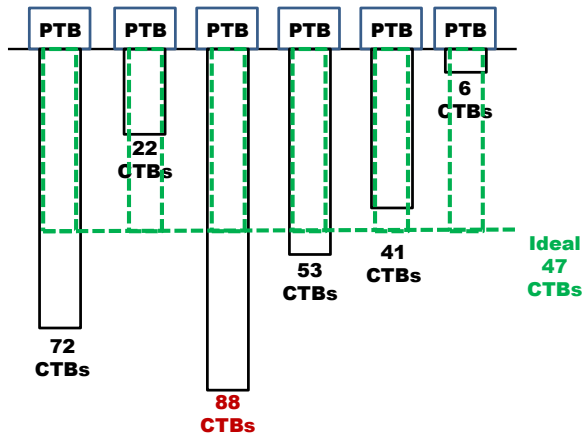 PTB PTB PTB PTB PTB PTB
6
CTBs
22
CTBs
Ideal
47
CTBs
41
CTBs
53
CTBs
72
CTBs
88
CTBs